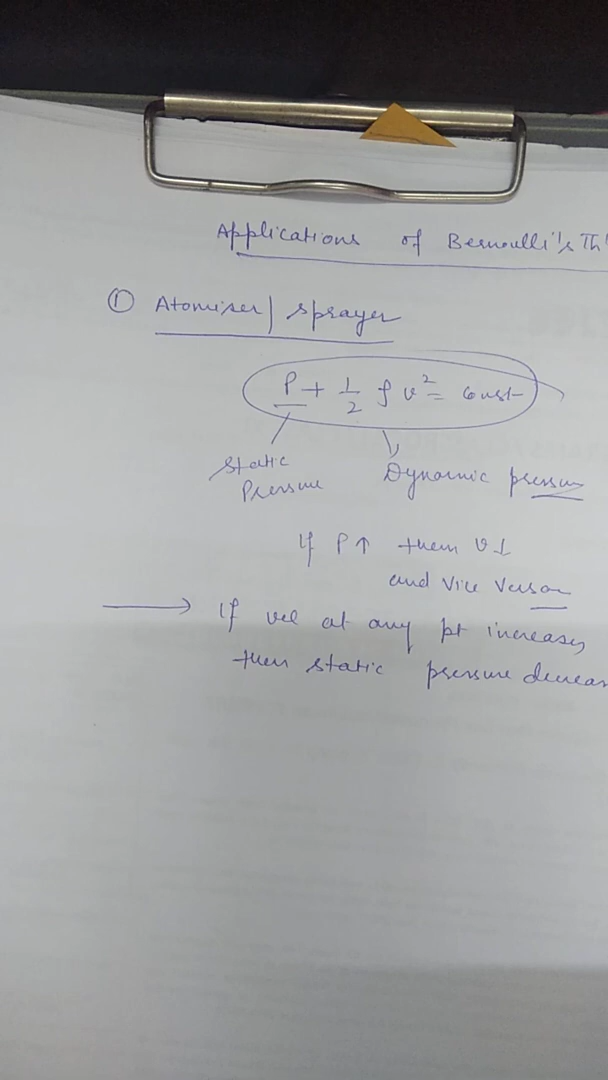 Applications of Bernoulli's Th
① Atomiser / Sprayer
P + 1/2 ρ v² = const
Static Pressure
Dynamic pressure
If P↑ then v↓
and vice versa
→ If vel at any pt increases,
then static pressure decreas